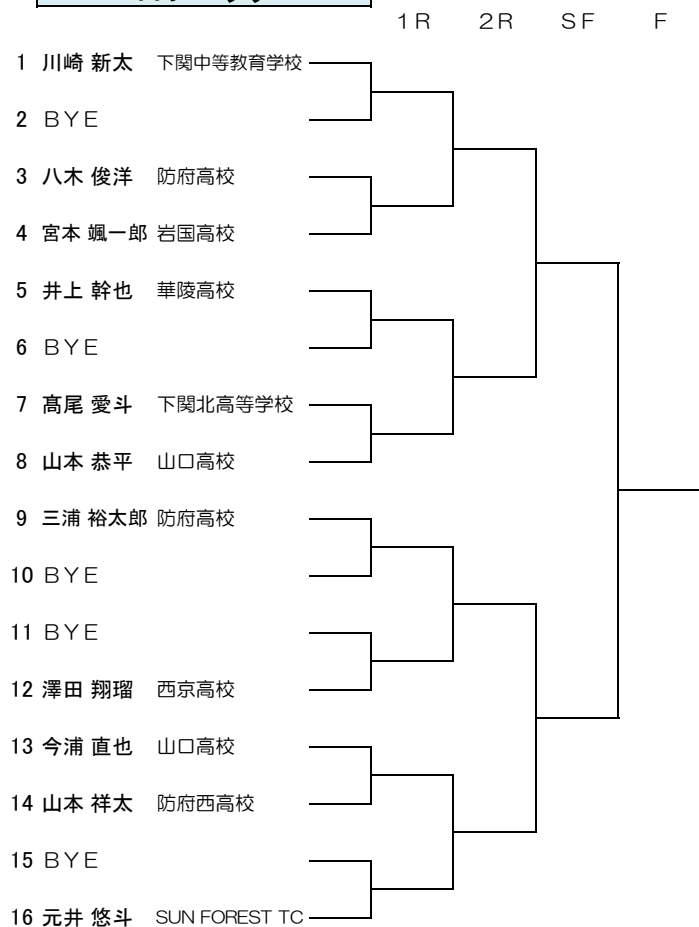 1R 2R SF F
1 川崎 新太 下関中等教育学校
2 BYE
3 八木 俊洋 防府高校
4 宮本 颯一郎 岩国高校
5 井上 幹也 華陵高校
6 BYE
7 髙尾 愛斗 下関北高等学校
8 山本 恭平 山口高校
9 三浦 裕太郎 防府高校
10 BYE
11 BYE
12 澤田 翔瑠 西京高校
13 今浦 直也 山口高校
14 山本 祥太 防府西高校
15 BYE
16 元井 悠斗 SUN FOREST TC